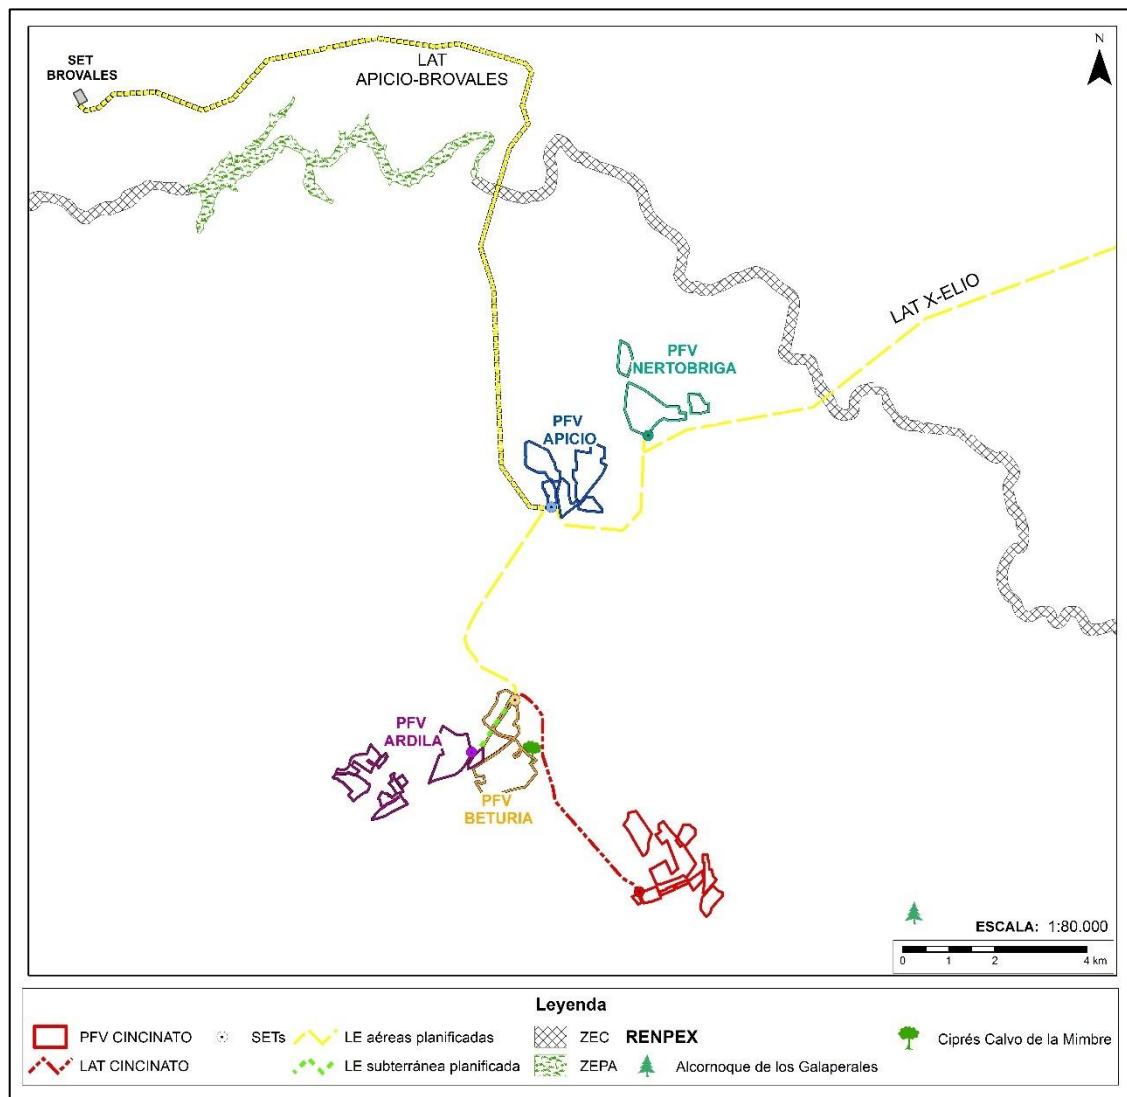 N
SET
BROVALES
LAT
APICIO-BROVALES
LAT X-ELIO
PFV
NERTOBRIGA
PFV
APICIO
PFV
ARDILA
PFV
BETURIA
ESCALA: 1:80.000
0 1 2 4 km
Leyenda
PFV CINCINATO SETs LE aéreas planificadas ZEC RENPEX Ciprés Calvo de la Mimbre
LAT CINCINATO LE subterránea planificada ZEPA Alcornoque de los Galaperales